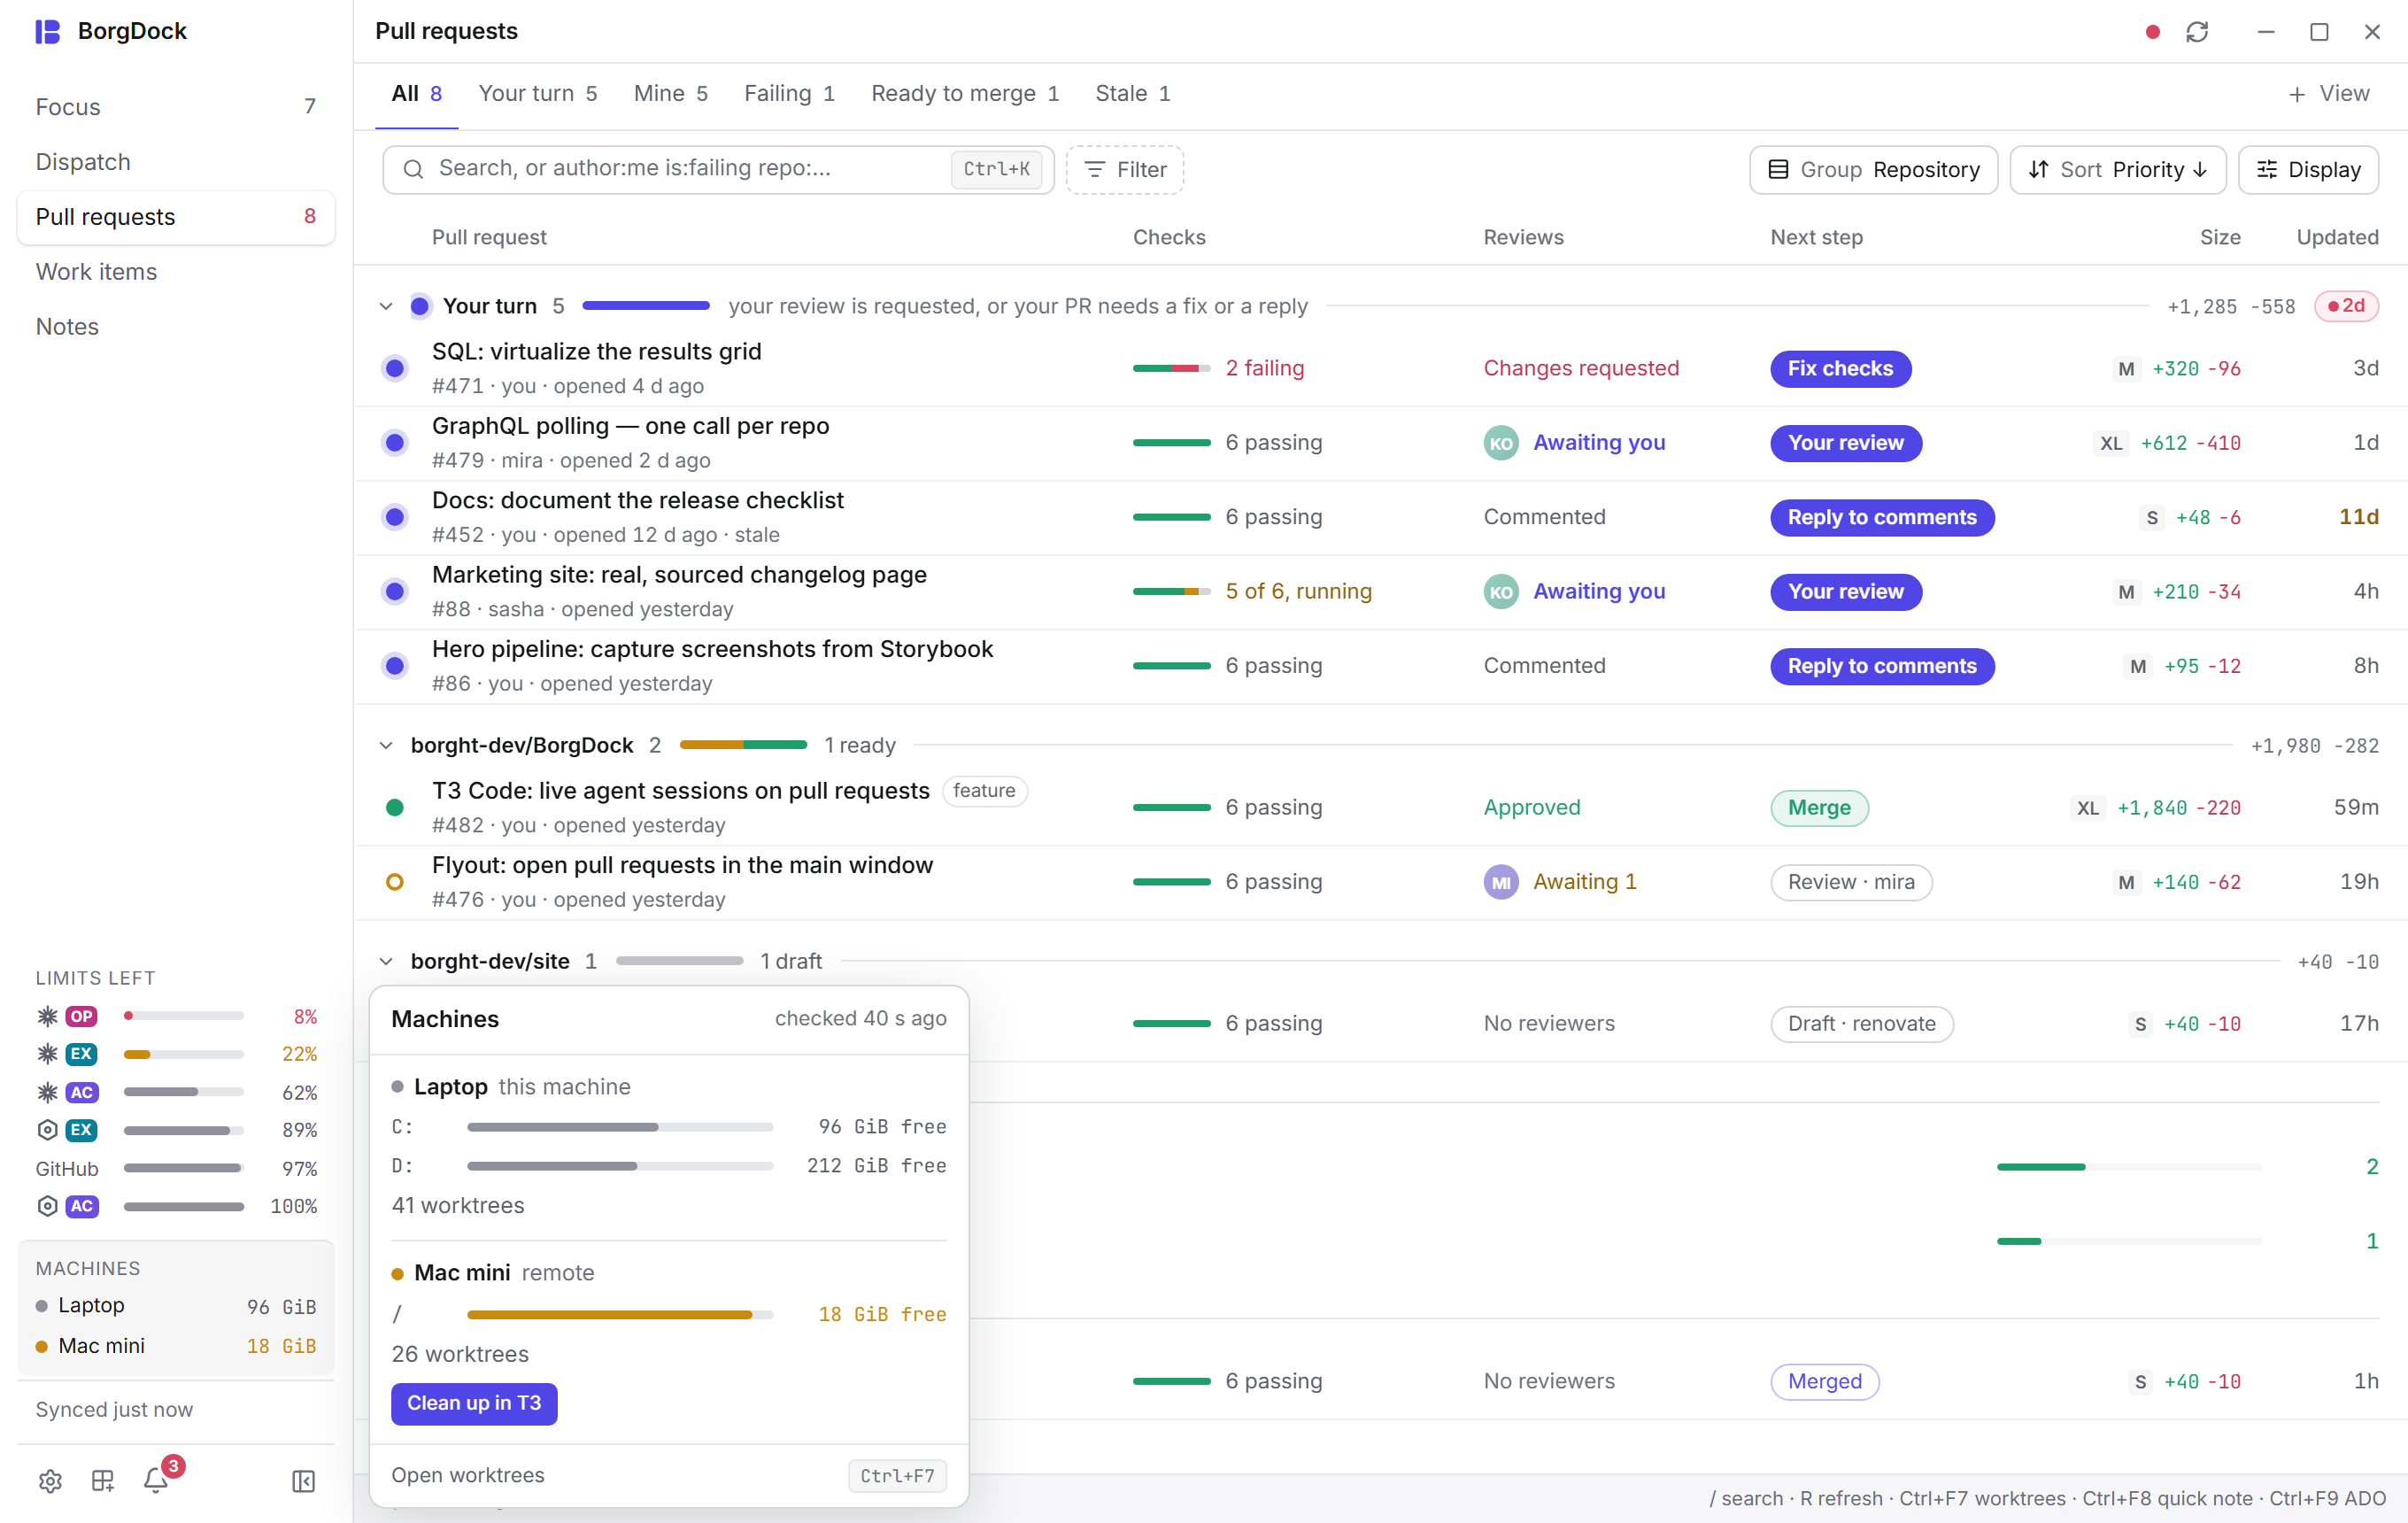 BorgDock
Focus 7
Dispatch
Pull requests 8
Work items
Notes
LIMITS LEFT
OP 8%
EX 22%
AC 62%
EX 89%
GitHub 97%
AC 100%
MACHINES
Laptop 96 GiB
Mac mini 18 GiB
Synced just now
3
Pull requests
All 8 Your turn 5 Mine 5 Failing 1 Ready to merge 1 Stale 1 + View
Search, or author:me is:failing repo:... Ctrl+K Filter Group Repository Sort Priority ↓ Display
Pull request Checks Reviews Next step Size Updated
Your turn 5 your review is requested, or your PR needs a fix or a reply +1,285 -558 2d
SQL: virtualize the results grid
#471 · you · opened 4 d ago
2 failing Changes requested Fix checks M +320 -96 3d
GraphQL polling — one call per repo
#479 · mira · opened 2 d ago
6 passing KO Awaiting you Your review XL +612 -410 1d
Docs: document the release checklist
#452 · you · opened 12 d ago · stale
6 passing Commented Reply to comments S +48 -6 11d
Marketing site: real, sourced changelog page
#88 · sasha · opened yesterday
5 of 6, running KO Awaiting you Your review M +210 -34 4h
Hero pipeline: capture screenshots from Storybook
#86 · you · opened yesterday
6 passing Commented Reply to comments M +95 -12 8h
borght-dev/BorgDock 2 1 ready +1,980 -282
T3 Code: live agent sessions on pull requests feature
#482 · you · opened yesterday
6 passing Approved Merge XL +1,840 -220 59m
Flyout: open pull requests in the main window
#476 · you · opened yesterday
6 passing MI Awaiting 1 Review · mira M +140 -62 19h
borght-dev/site 1 1 draft +40 -10
6 passing No reviewers Draft · renovate S +40 -10 17h
2
1
6 passing No reviewers Merged S +40 -10 1h
Machines checked 40 s ago
Laptop this machine
C: 96 GiB free
D: 212 GiB free
41 worktrees
Mac mini remote
/ 18 GiB free
26 worktrees
Clean up in T3
Open worktrees Ctrl+F7
/ search · R refresh · Ctrl+F7 worktrees · Ctrl+F8 quick note · Ctrl+F9 ADO